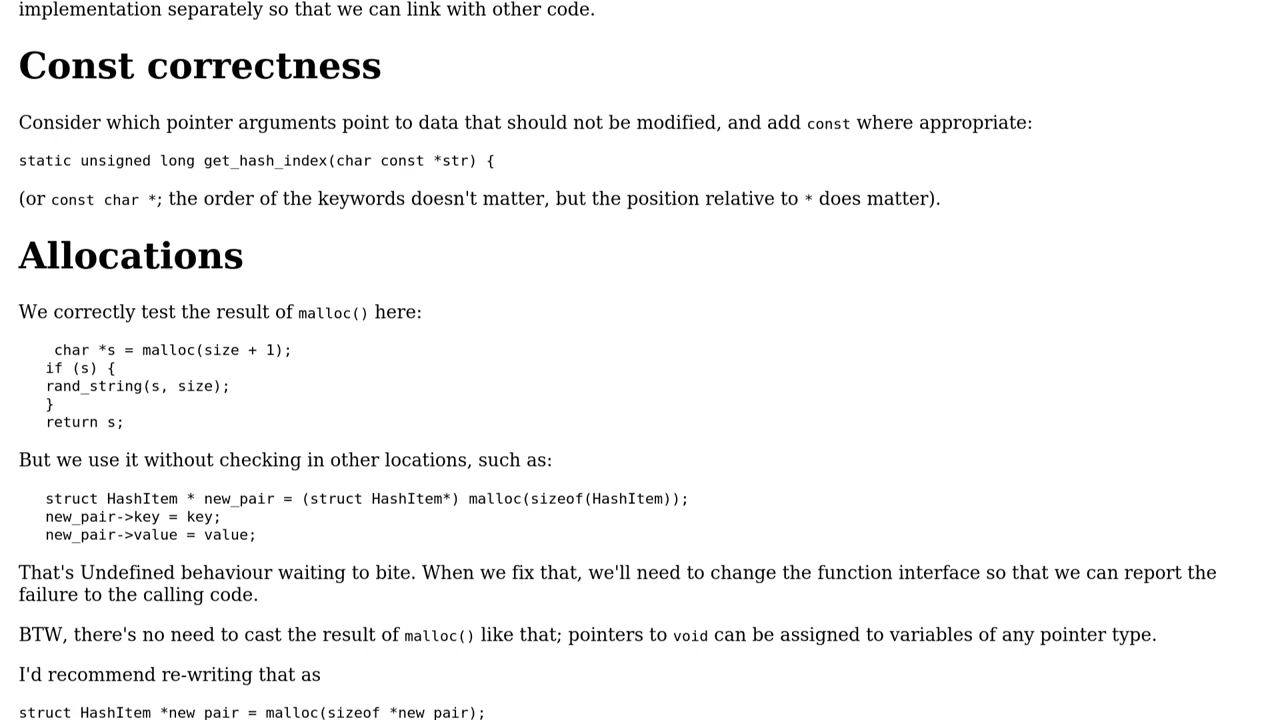 implementation separately so that we can link with other code.
Const correctness
Consider which pointer arguments point to data that should not be modified, and add const where appropriate:
static unsigned long get_hash_index(char const *str) {
(or const char *; the order of the keywords doesn't matter, but the position relative to * does matter).
Allocations
We correctly test the result of malloc() here:
char *s = malloc(size + 1);
if (s) {
rand_string(s, size);
}
return s;
But we use it without checking in other locations, such as:
struct HashItem * new_pair = (struct HashItem*) malloc(sizeof(HashItem));
new_pair->key = key;
new_pair->value = value;
That's Undefined behaviour waiting to bite. When we fix that, we'll need to change the function interface so that we can report the
failure to the calling code.
BTW, there's no need to cast the result of malloc() like that; pointers to void can be assigned to variables of any pointer type.
I'd recommend re-writing that as
struct HashItem *new_pair = malloc(sizeof *new_pair);